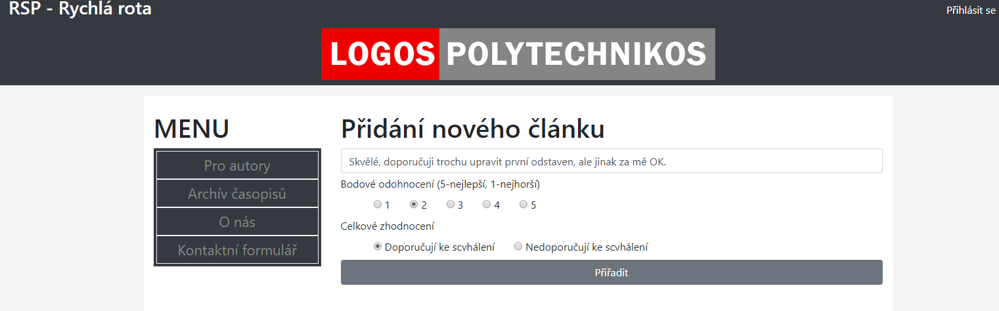 RSP - Rychlá rota
Přihlásit se
LOGOS POLYTECHNIKOS
MENU
Pro autory
Archív časopisů
O nás
Kontaktní formulář
Přidání nového článku
Skvělé, doporučuji trochu upravit první odstaven, ale jinak za mě OK.
Bodové odohnocení (5-nejlepší, 1-nejhorší)
1 2 3 4 5
Celkové zhodnocení
Doporučují ke scvhálení Nedoporučují ke scvhálení
Přiřadit